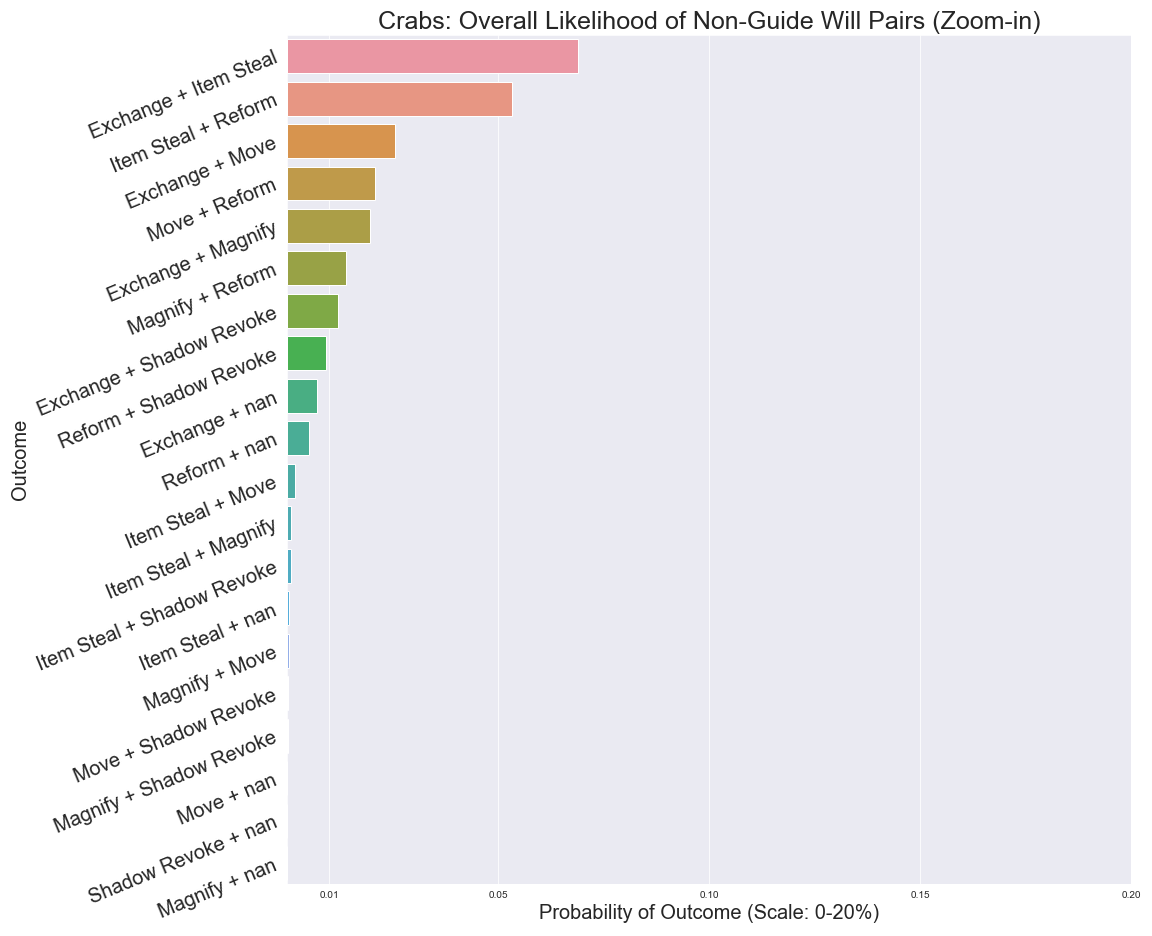 Crabs: Overall Likelihood of Non-Guide Will Pairs (Zoom-in)
Exchange + Item Steal
Item Steal + Reform
Exchange + Move
Move + Reform
Exchange + Magnify
Magnify + Reform
Exchange + Shadow Revoke
Reform + Shadow Revoke
Exchange + nan
Reform + nan
Item Steal + Move
Item Steal + Magnify
Item Steal + Shadow Revoke
Item Steal + nan
Magnify + Move
Move + Shadow Revoke
Magnify + Shadow Revoke
Move + nan
Shadow Revoke + nan
Magnify + nan
Outcome
0.01 0.05 0.10 0.15 0.20
Probability of Outcome (Scale: 0-20%)